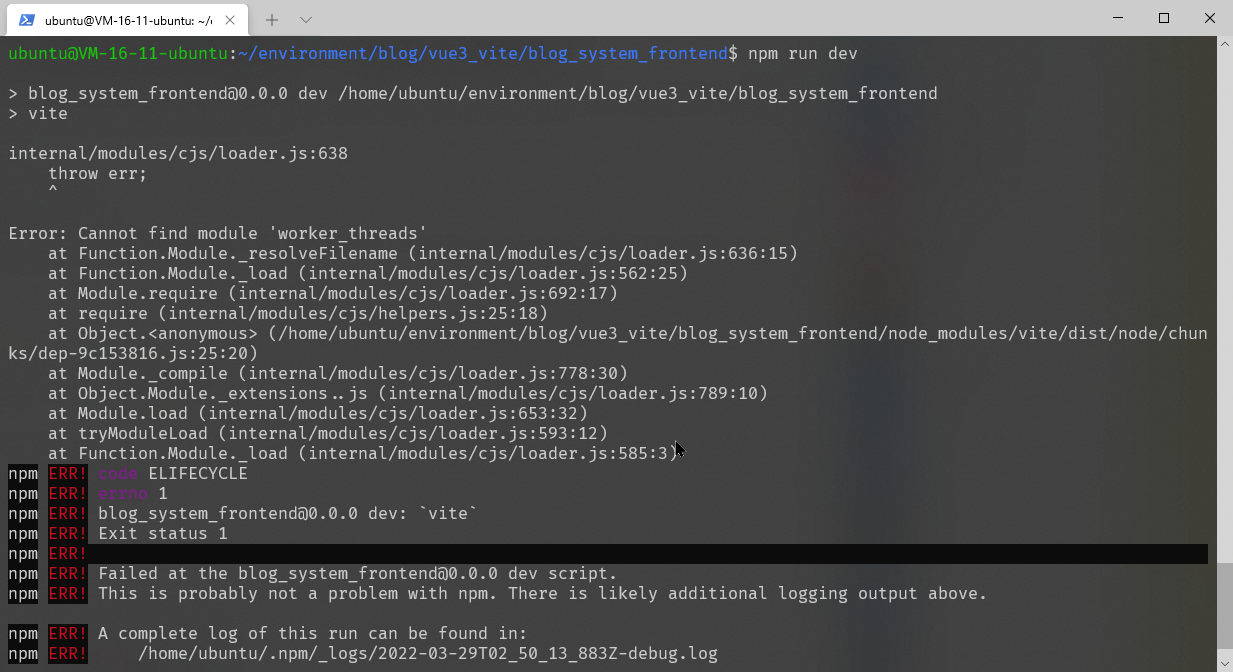 ubuntu@VM-16-11-ubuntu: ~/e
ubuntu@VM-16-11-ubuntu:~/environment/blog/vue3_vite/blog_system_frontend$ npm run dev
> blog_system_frontend@0.0.0 dev /home/ubuntu/environment/blog/vue3_vite/blog_system_frontend
> vite
internal/modules/cjs/loader.js:638
    throw err;
    ^
Error: Cannot find module 'worker_threads'
    at Function.Module._resolveFilename (internal/modules/cjs/loader.js:636:15)
    at Function.Module._load (internal/modules/cjs/loader.js:562:25)
    at Module.require (internal/modules/cjs/loader.js:692:17)
    at require (internal/modules/cjs/helpers.js:25:18)
    at Object.<anonymous> (/home/ubuntu/environment/blog/vue3_vite/blog_system_frontend/node_modules/vite/dist/node/chun
ks/dep-9c153816.js:25:20)
    at Module._compile (internal/modules/cjs/loader.js:778:30)
    at Object.Module._extensions..js (internal/modules/cjs/loader.js:789:10)
    at Module.load (internal/modules/cjs/loader.js:653:32)
    at tryModuleLoad (internal/modules/cjs/loader.js:593:12)
    at Function.Module._load (internal/modules/cjs/loader.js:585:3)
npm ERR! code ELIFECYCLE
npm ERR! errno 1
npm ERR! blog_system_frontend@0.0.0 dev: `vite`
npm ERR! Exit status 1
npm ERR!
npm ERR! Failed at the blog_system_frontend@0.0.0 dev script.
npm ERR! This is probably not a problem with npm. There is likely additional logging output above.
npm ERR! A complete log of this run can be found in:
npm ERR!     /home/ubuntu/.npm/_logs/2022-03-29T02_50_13_883Z-debug.log